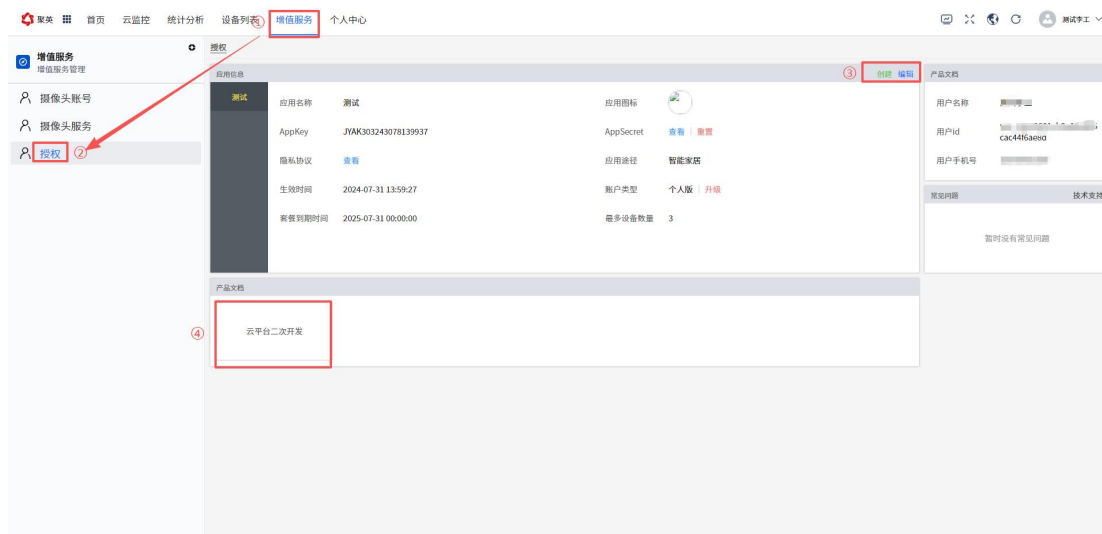 聚英 首页 云监控 统计分析 设备列表 ① 增值服务 个人中心 测试李工
增值服务
增值服务管理
摄像头账号
摄像头服务
授权 ②
授权
应用信息 ③ 创建 编辑
测试
应用名称 测试 应用图标
AppKey JYAK303243078139937 AppSecret 查看 重置
隐私协议 查看 应用途径 智能家居
生效时间 2024-07-31 13:59:27 账户类型 个人版 升级
套餐到期时间 2025-07-31 00:00:00 最多设备数量 3
产品文档
④ 云平台二次开发
产品文档
用户名称
用户id
cac44f6ae8d
用户手机号
常见问题 技术支持
暂时没有常见问题